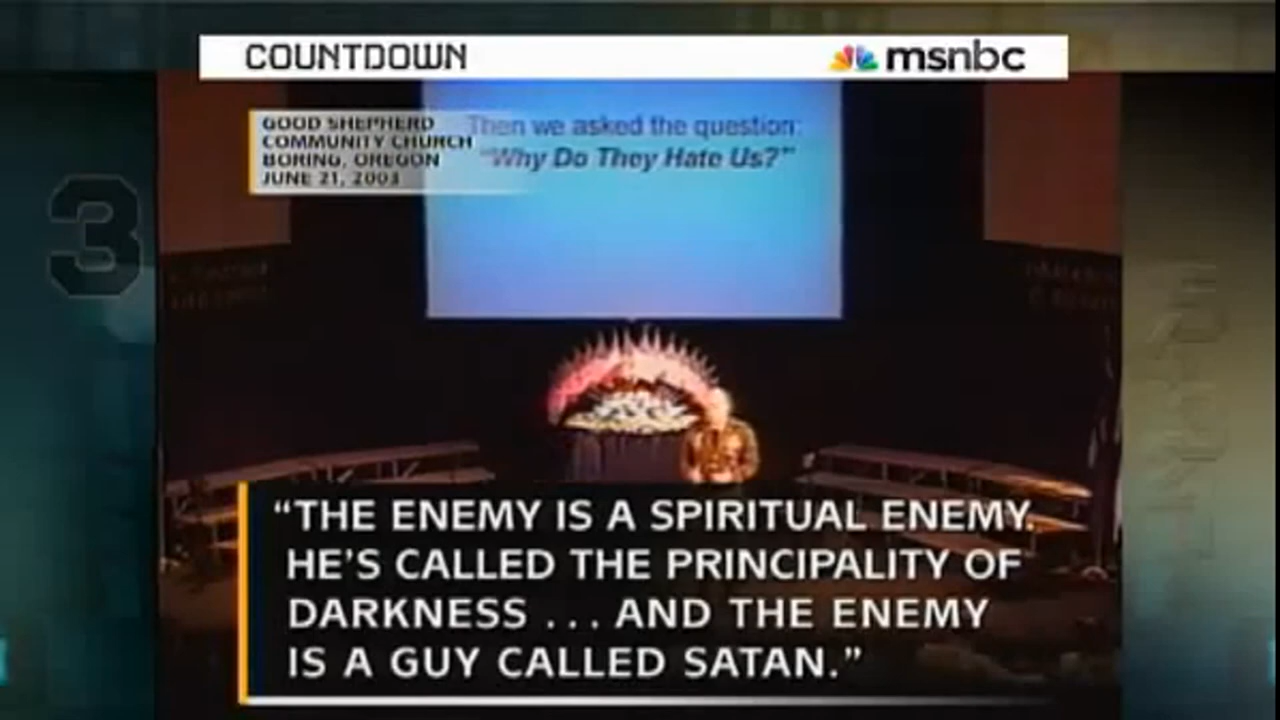 COUNTDOWN
msnbc
GOOD SHEPHERD
COMMUNITY CHURCH
BORING, OREGON
JUNE 21, 2003
Then we asked the question:
"Why Do They Hate Us?"
3
“THE ENEMY IS A SPIRITUAL ENEMY.
HE’S CALLED THE PRINCIPALITY OF
DARKNESS . . . AND THE ENEMY
IS A GUY CALLED SATAN.”